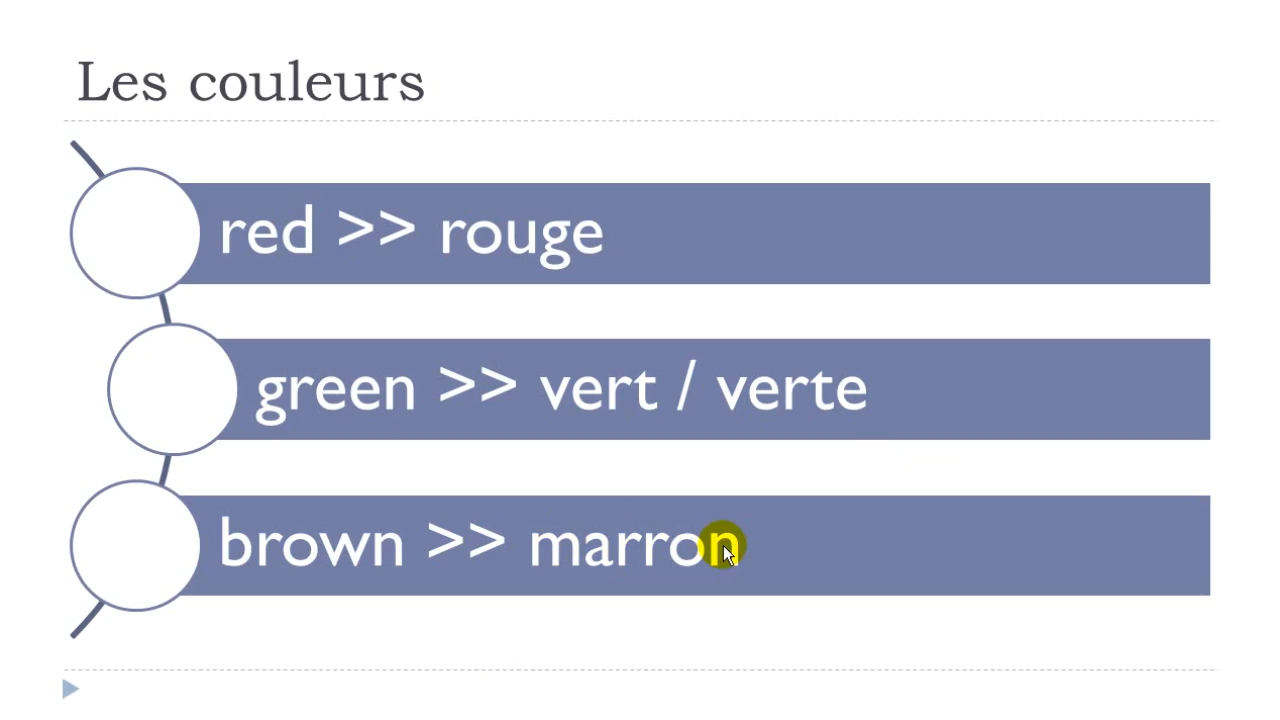 Les couleurs
red >> rouge
green >> vert / verte
brown >> marron